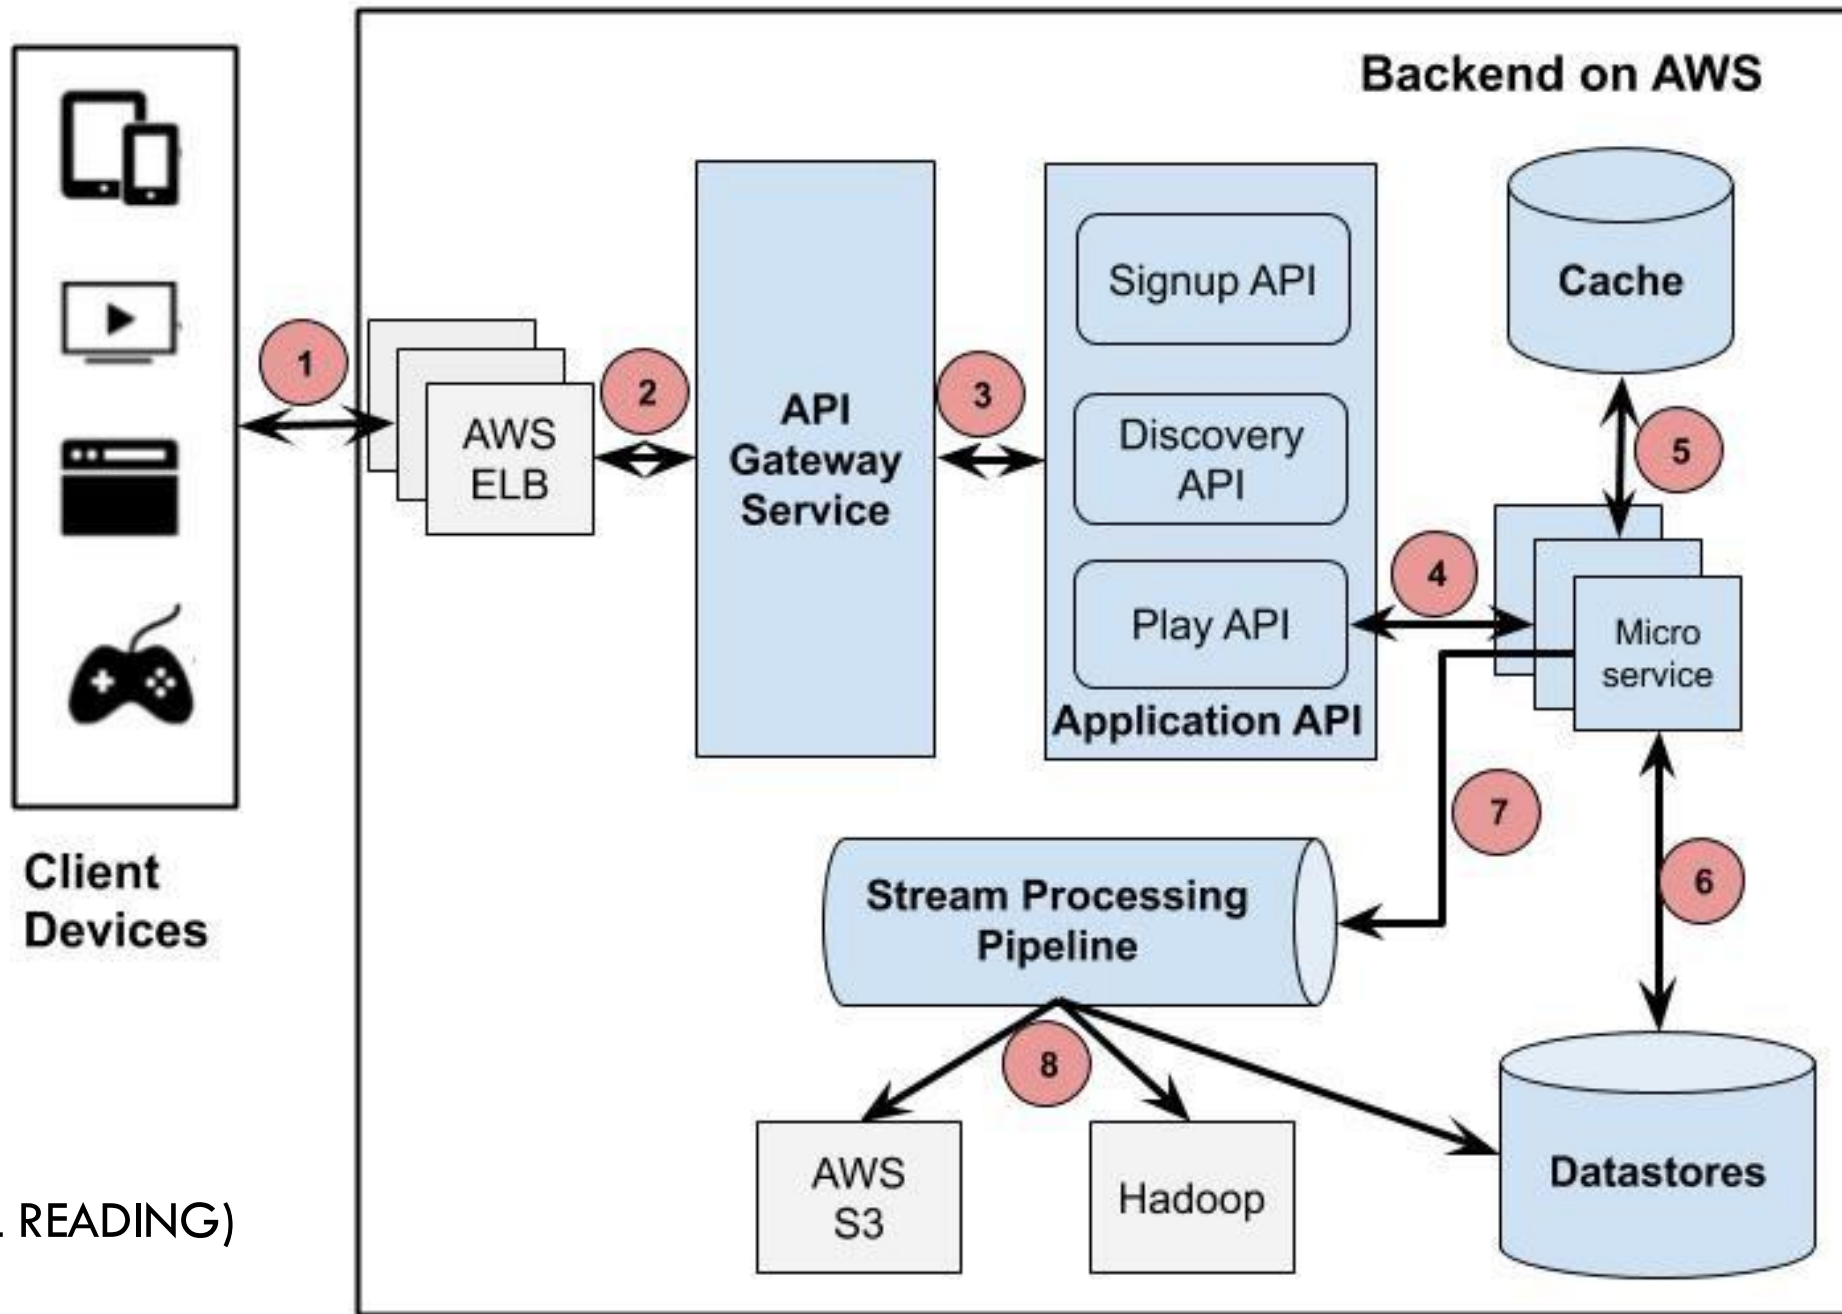 Backend on AWS
Client
Devices
1
AWS
ELB
2
API
Gateway
Service
3
Signup API
Discovery
API
Play API
Application API
4
Cache
5
Micro
service
6
7
Stream Processing
Pipeline
8
AWS
S3
Hadoop
Datastores
READING)